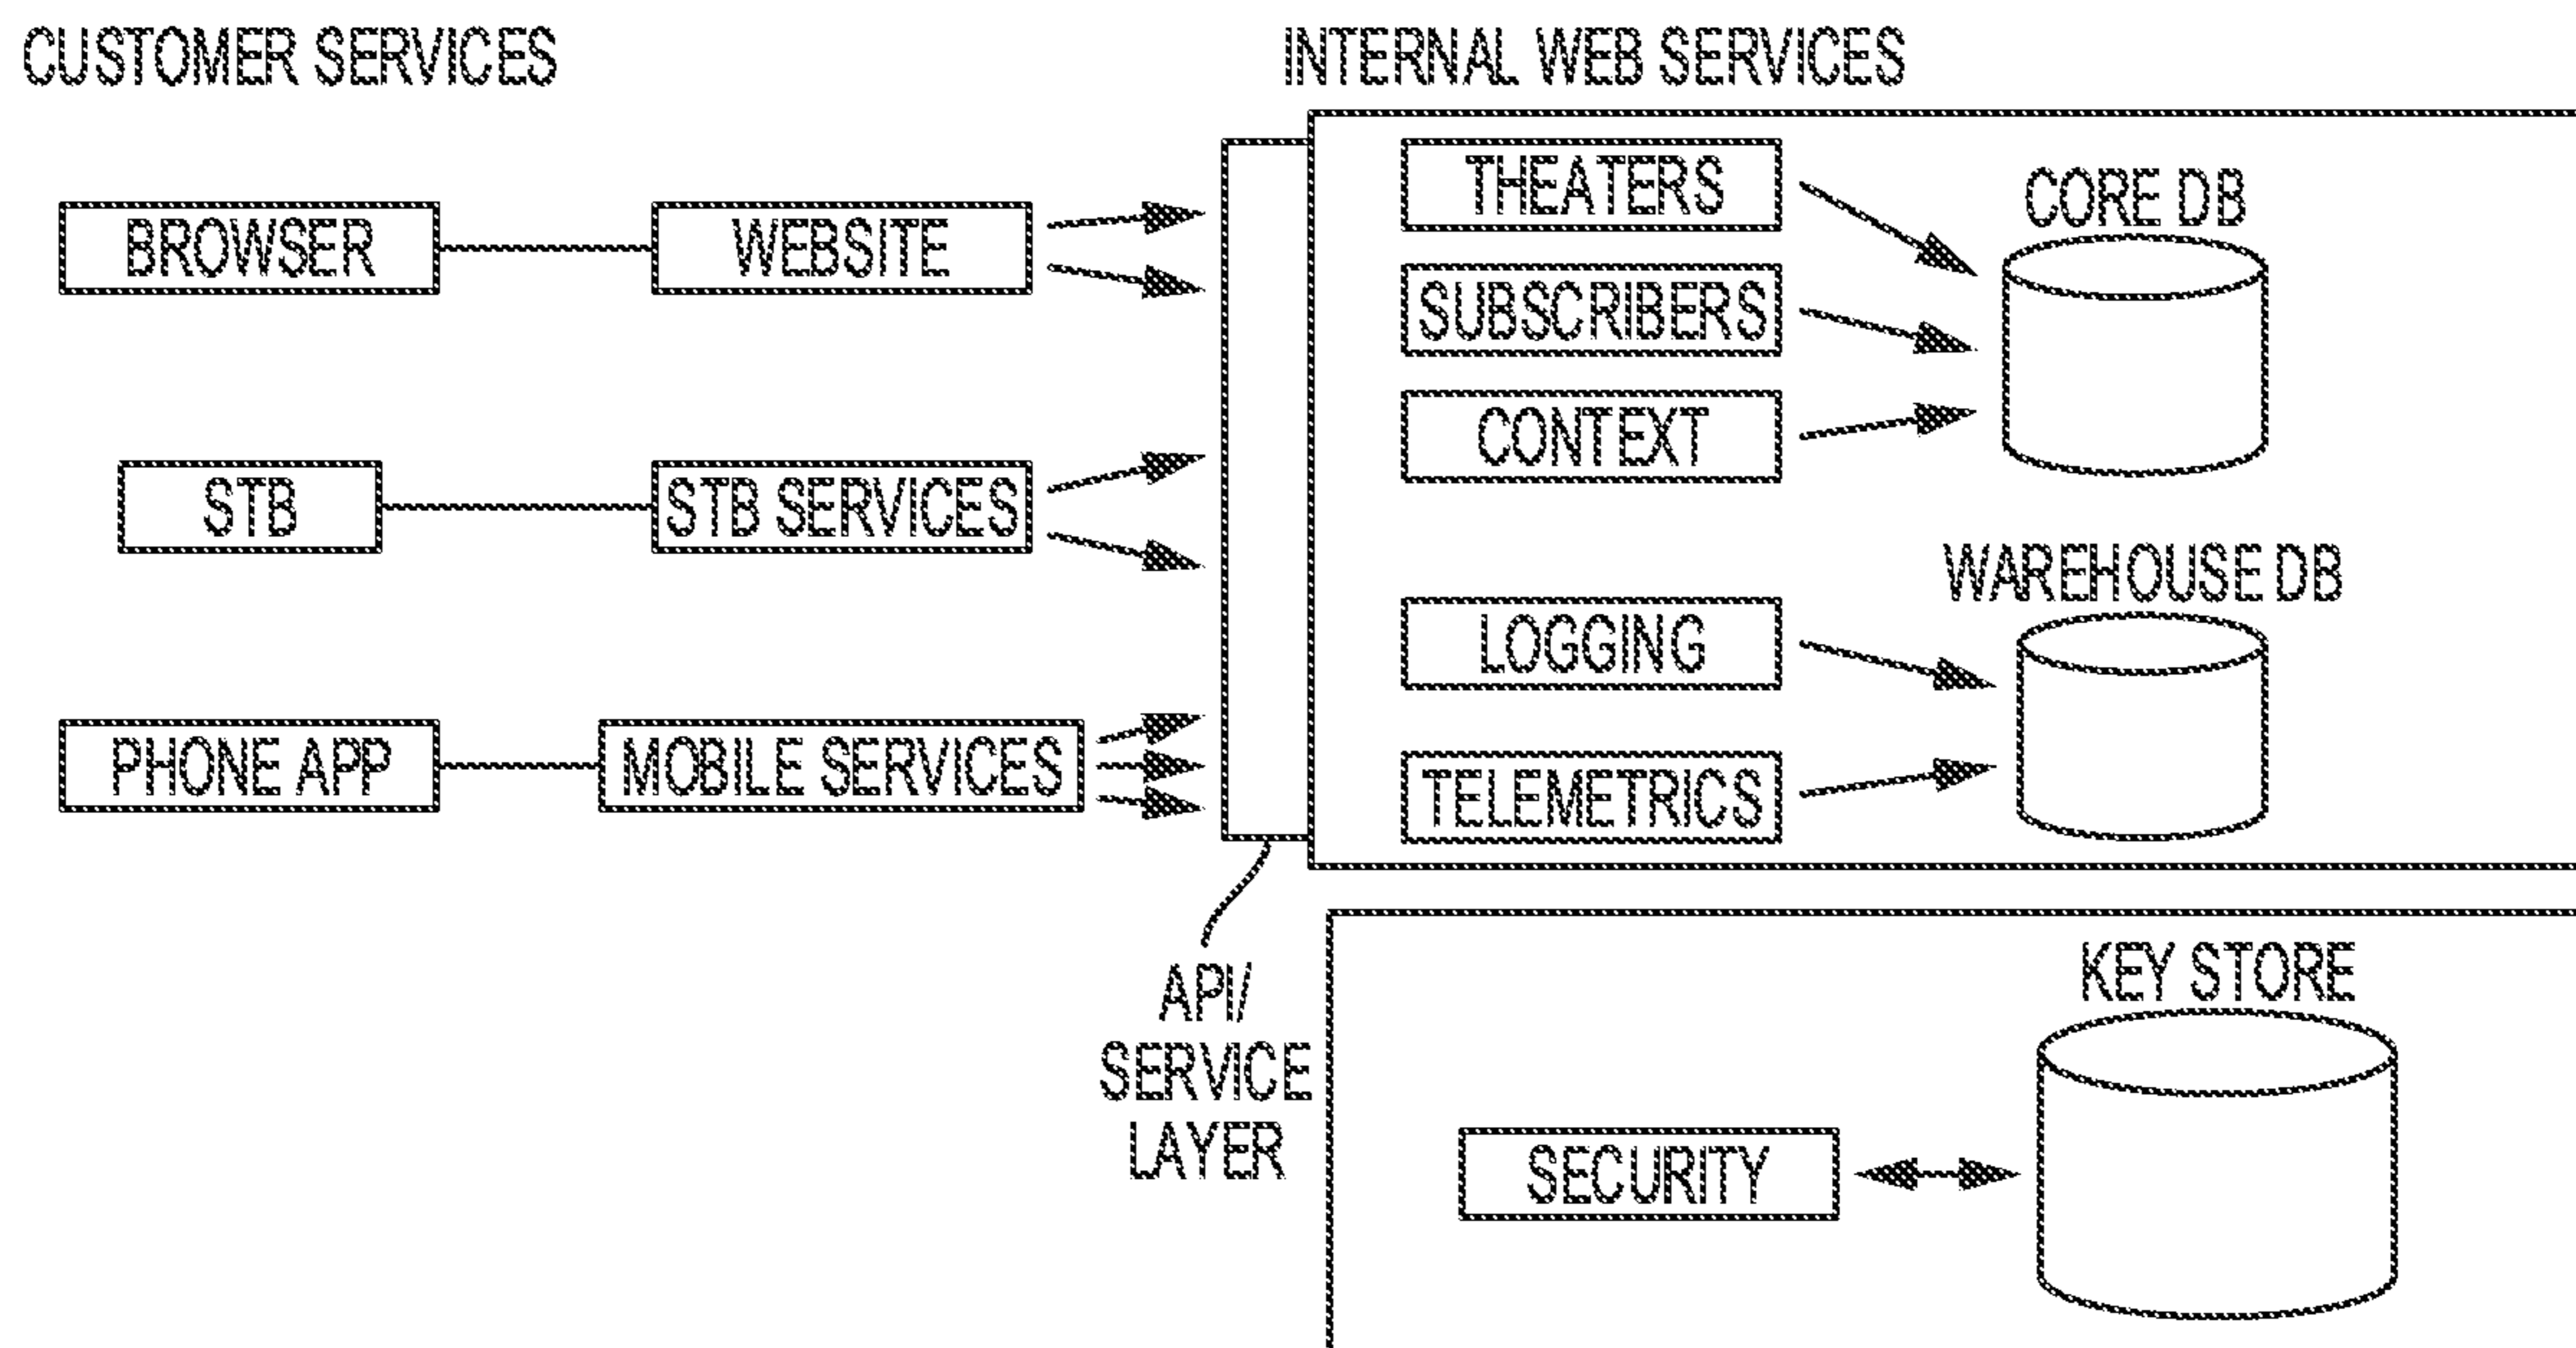 CUSTOMER SERVICES
INTERNAL WEB SERVICES
BROWSER
WEBSITE
STB
STB SERVICES
PHONE APP
MOBILE SERVICES
API/
SERVICE
LAYER
THEATERS
SUBSCRIBERS
CONTEXT
CORE DB
LOGGING
TELEMETRICS
WAREHOUSE DB
SECURITY
KEY STORE